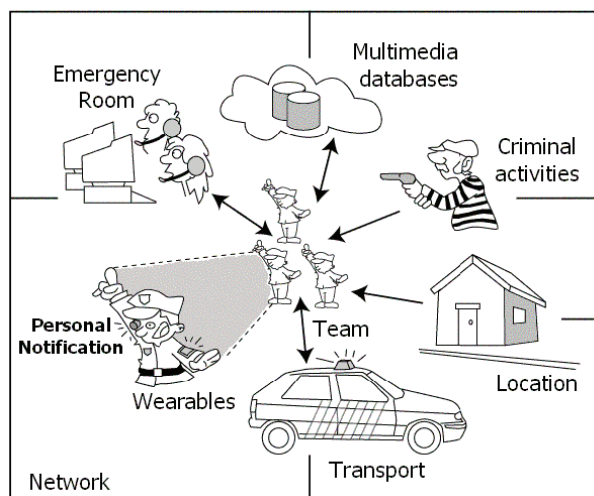 Emergency
Room
Multimedia
databases
Criminal
activities
Personal
Notification
Team
Wearables
Location
Transport
Network